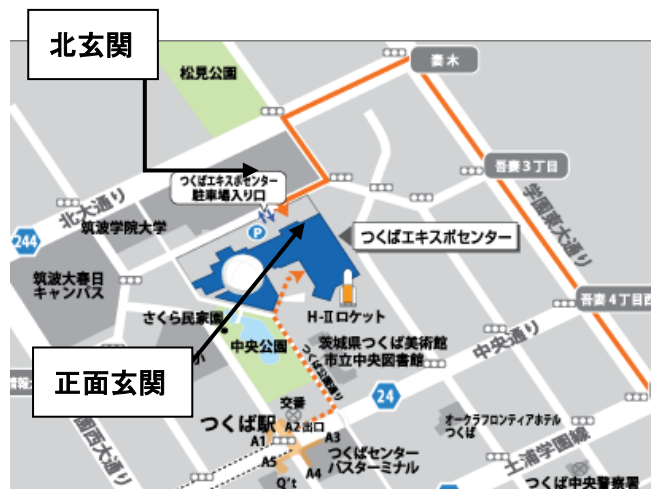 北玄関
松見公園
妻木
吾妻3丁目
つくばエキスポセンター
駐車場入り口
北大通り
学園東大通り
筑波学院大学
244
P
つくばエキスポセンター
筑波大春日
キャンパス
吾妻4丁目西
さくら民家園
H-IIロケット
中央公園
茨城県つくば美術館
市立中央図書館
中央通り
つくば公園通り
正面玄関
小
24
交番
つくば駅
A2出口
A1
A3
オークラフロンティアホテル
つくば
つくばセンター
バスターミナル
土浦学園線
A5
A4
Q't
つくば中央警察署
園西大通り